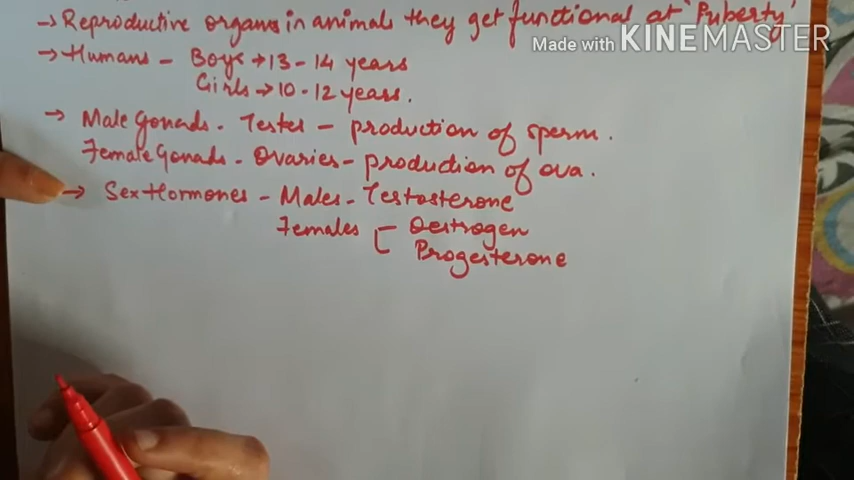 → Reproductive organs in animals they get functional at 'Puberty'
Made with KINEMASTER
→ Humans - Boys → 13 - 14 years
Girls → 10 - 12 years.
→ Male Gonads - Testes - production of sperm.
Female Gonads - Ovaries - production of ova.
→ Sex Hormones - Males - Testosterone
Females [ Oestrogen
Progesterone